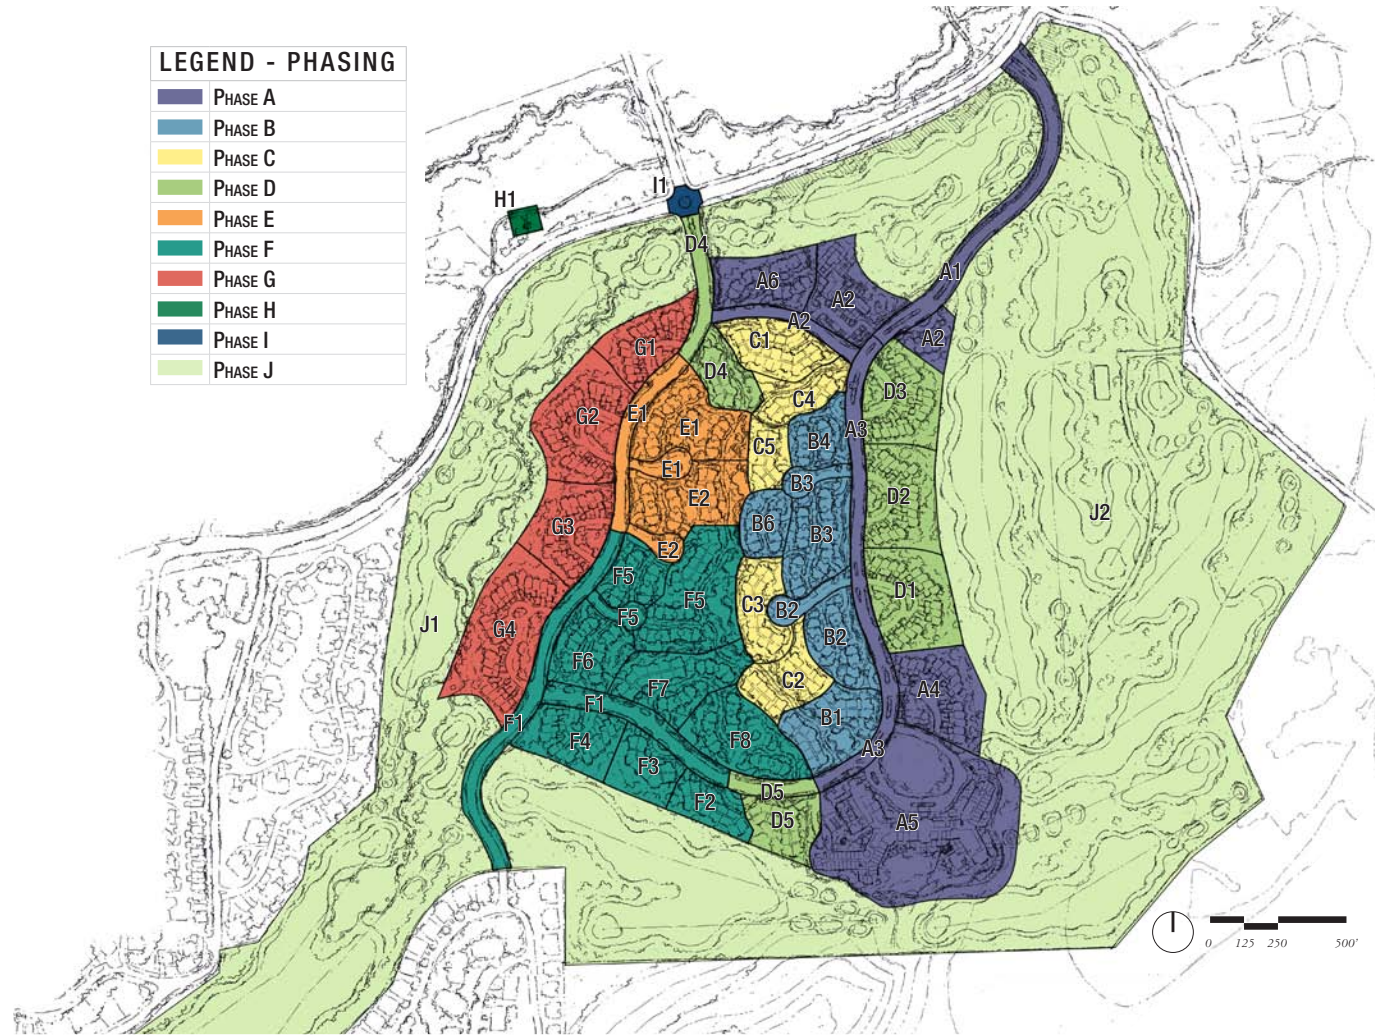 LEGEND - PHASING
PHASE A
PHASE B
PHASE C
PHASE D
PHASE E
PHASE F
PHASE G
PHASE H
PHASE I
PHASE J
I1
H1
D4
A1
A6
A2
A2
A2
C1
G1
D4
D3
C4
E1
G2
E1
A3
B4
C5
E1
B3
E2
D2
J2
B6
G3
B3
E2
F5
D1
F5
C3
B2
F5
J1
G4
B2
F6
C2
F7
A4
F1
B1
F1
F4
F8
A3
F3
D5
F2
D5
A5
0 125 250 500'